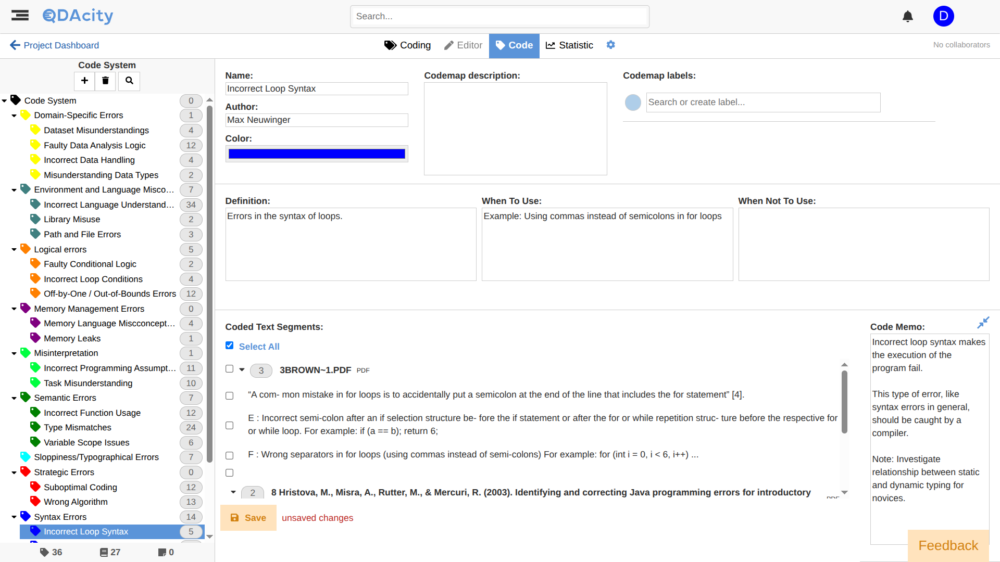 QDAcity
Search...
D
Project Dashboard
Coding
Editor
Code
Statistic
No collaborators
Code System
Code System 0
Domain-Specific Errors 1
Dataset Misunderstandings 4
Faulty Data Analysis Logic 12
Incorrect Data Handling 4
Misunderstanding Data Types 2
Environment and Language Misco... 7
Incorrect Language Understand... 34
Library Misuse 2
Path and File Errors 3
Logical errors 5
Faulty Conditional Logic 2
Incorrect Loop Conditions 4
Off-by-One / Out-of-Bounds Errors 12
Memory Management Errors 0
Memory Language Miscconcept... 4
Memory Leaks 1
Misinterpretation 1
Incorrect Programming Assumpt... 11
Task Misunderstanding 10
Semantic Errors 7
Incorrect Function Usage 12
Type Mismatches 24
Variable Scope Issues 6
Sloppiness/Typographical Errors 7
Strategic Errors 0
Suboptimal Coding 12
Wrong Algorithm 13
Syntax Errors 14
Incorrect Loop Syntax 5
36 27 0
Name:
Incorrect Loop Syntax
Author:
Max Neuwinger
Color:
Codemap description:
Codemap labels:
Search or create label...
Definition:
Errors in the syntax of loops.
When To Use:
Example: Using commas instead of semicolons in for loops
When Not To Use:
Coded Text Segments:
Select All
3 3BROWN~1.PDF PDF
“A com- mon mistake in for loops is to accidentally put a semicolon at the end of the line that includes the for statement” [4].
E : Incorrect semi-colon after an if selection structure be- fore the if statement or after the for or while repetition struc- ture before the respective for
or while loop. For example: if (a == b); return 6;
F : Wrong separators in for loops (using commas instead of semi-colons) For example: for (int i = 0, i < 6, i++) ...
2 8 Hristova, M., Misra, A., Rutter, M., & Mercuri, R. (2003). Identifying and correcting Java programming errors for introductory PDF
Save
unsaved changes
Code Memo:
Incorrect loop syntax makes
the execution of the
program fail.
This type of error, like
syntax errors in general,
should be caught by a
compiler.
Note: Investigate
relationship between static
and dynamic typing for
novices.
Feedback